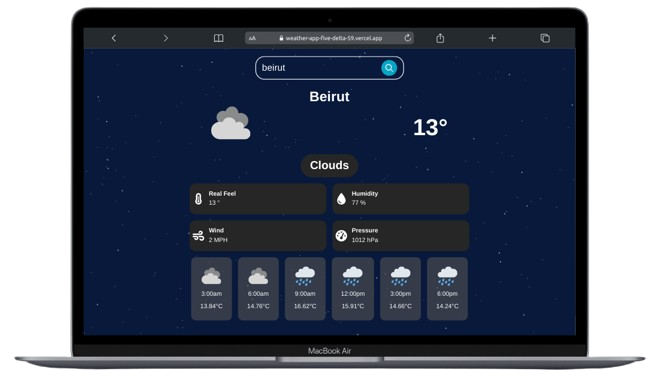 AA weather-app-five-delta-59.vercel.app
beirut
Beirut
13°
Clouds
Real Feel
13 °
Humidity
77 %
Wind
2 MPH
Pressure
1012 hPa
3:00am 6:00am 9:00am 12:00pm 3:00pm 6:00pm
13.84°C 14.76°C 16.62°C 15.91°C 14.66°C 14.24°C
MacBook Air